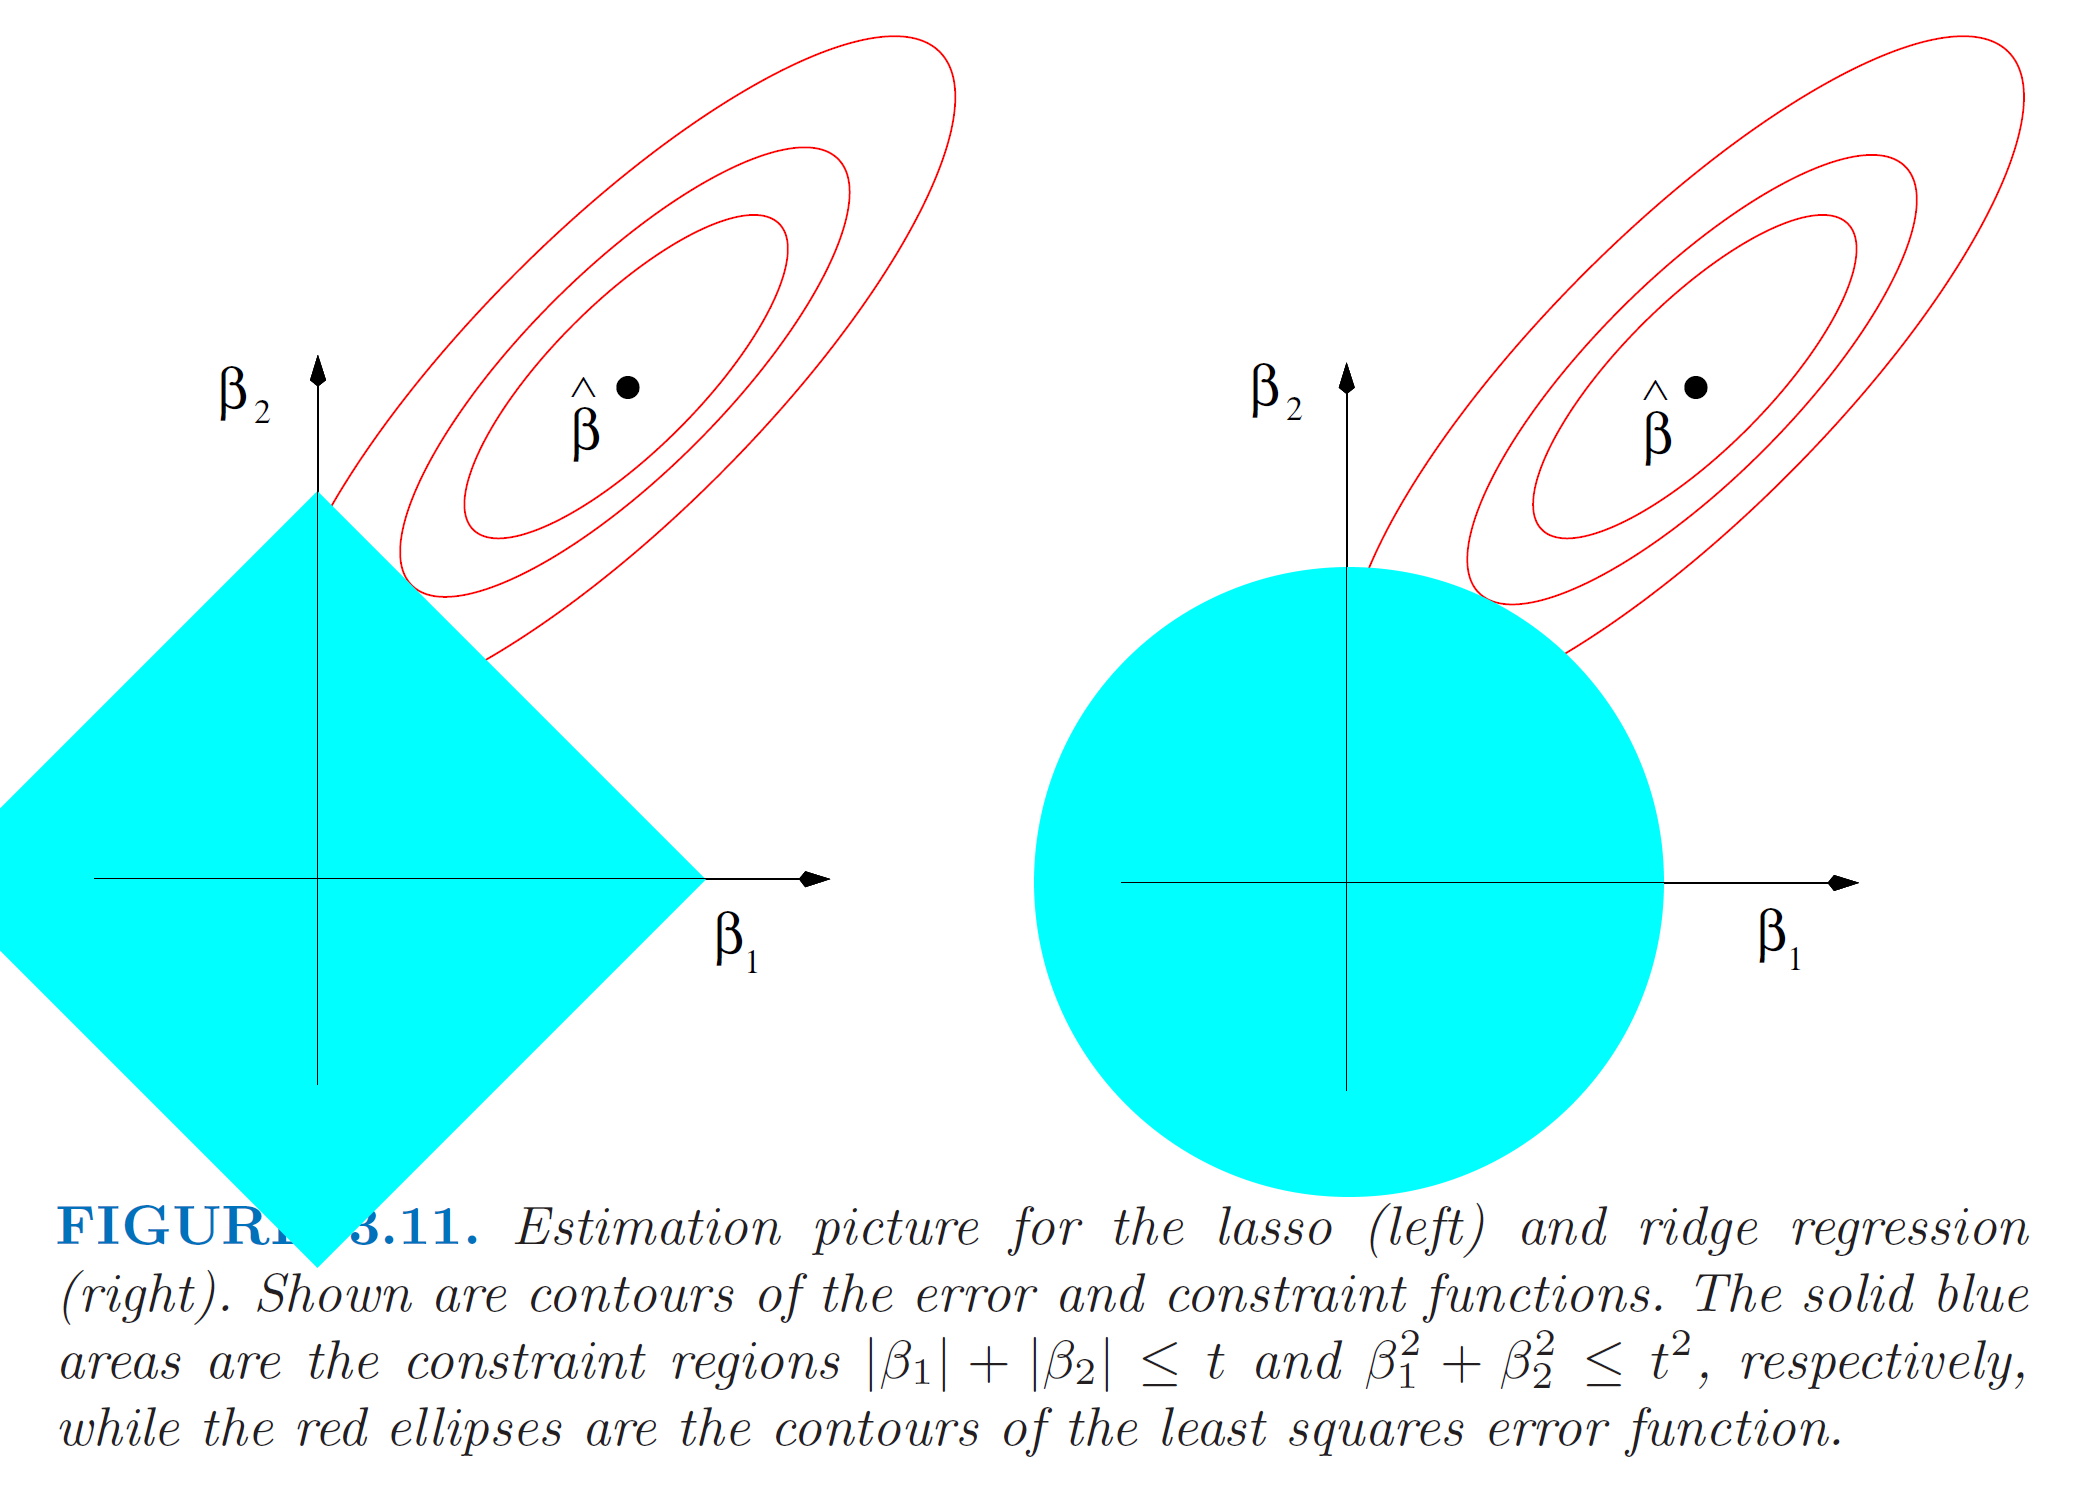 β₂
β̂
β₁
β₂
β̂
β₁
FIGURE 3.11. Estimation picture for the lasso (left) and ridge regression
(right). Shown are contours of the error and constraint functions. The solid blue
areas are the constraint regions |β₁| + |β₂| ≤ t and β₁² + β₂² ≤ t², respectively,
while the red ellipses are the contours of the least squares error function.